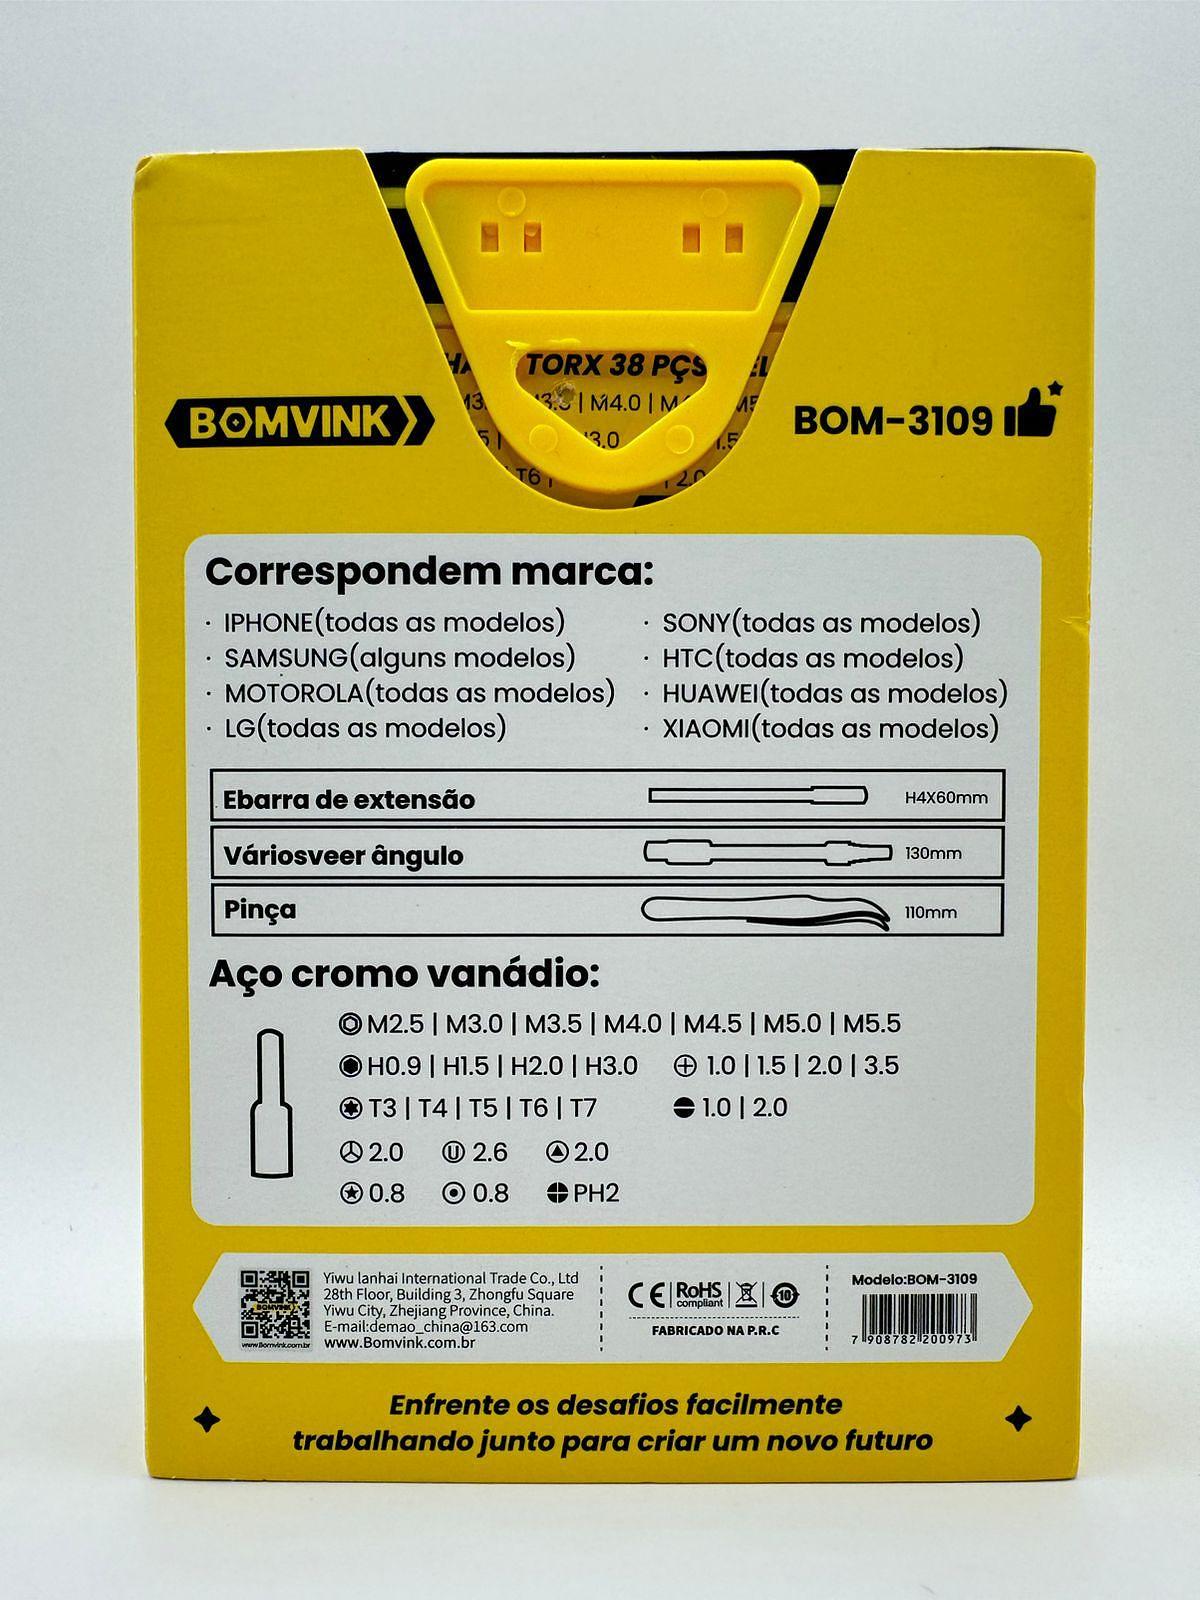 TORX 38 PÇS
| M4.0 |
BOMVINK
BOM-3109
Correspondem marca:
· IPHONE(todas as modelos)
· SAMSUNG(alguns modelos)
· MOTOROLA(todas as modelos)
· LG(todas as modelos)
· SONY(todas as modelos)
· HTC(todas as modelos)
· HUAWEI(todas as modelos)
· XIAOMI(todas as modelos)
Ebarra de extensão H4X60mm
Váriosveer ângulo 130mm
Pinça 110mm
Aço cromo vanádio:
M2.5 | M3.0 | M3.5 | M4.0 | M4.5 | M5.0 | M5.5
H0.9 | H1.5 | H2.0 | H3.0 1.0 | 1.5 | 2.0 | 3.5
T3 | T4 | T5 | T6 | T7 1.0 | 2.0
2.0 U 2.6 2.0
0.8 0.8 PH2
BOMVINK
www.Bomvink.com.br
Yiwu lanhai International Trade Co., Ltd
28th Floor, Building 3, Zhongfu Square
Yiwu City, Zhejiang Province, China.
E-mail:demao_china@163.com
www.Bomvink.com.br
CE RoHS compliant 10
FABRICADO NA P.R.C
Modelo:BOM-3109
7 908782 200973
Enfrente os desafios facilmente
trabalhando junto para criar um novo futuro